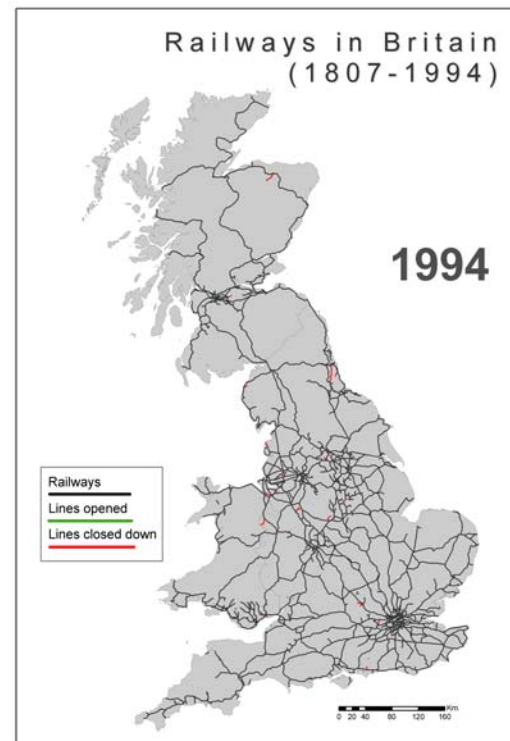 Railways in Britain
(1807-1994)
1994
Railways
Lines opened
Lines closed down
Km.
0 20 40 80 120 160